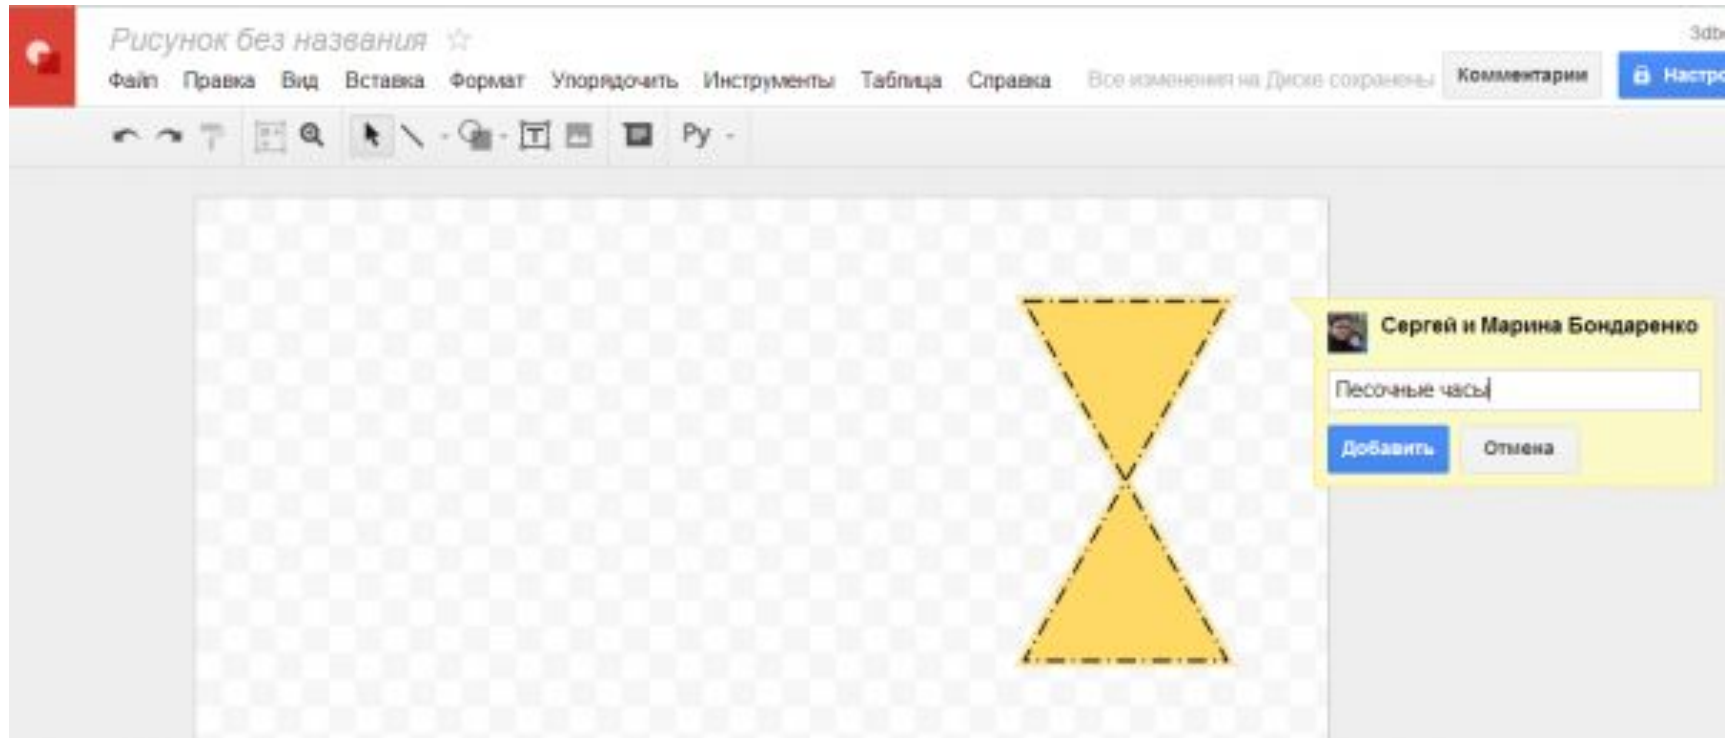 Рисунок без названия
Файл Правка Вид Вставка Формат Упорядочить Инструменты Таблица Справка Все изменения на Диске сохранены Комментарии
Ру
Сергей и Марина Бондаренко
Песочные часы
Добавить Отмена